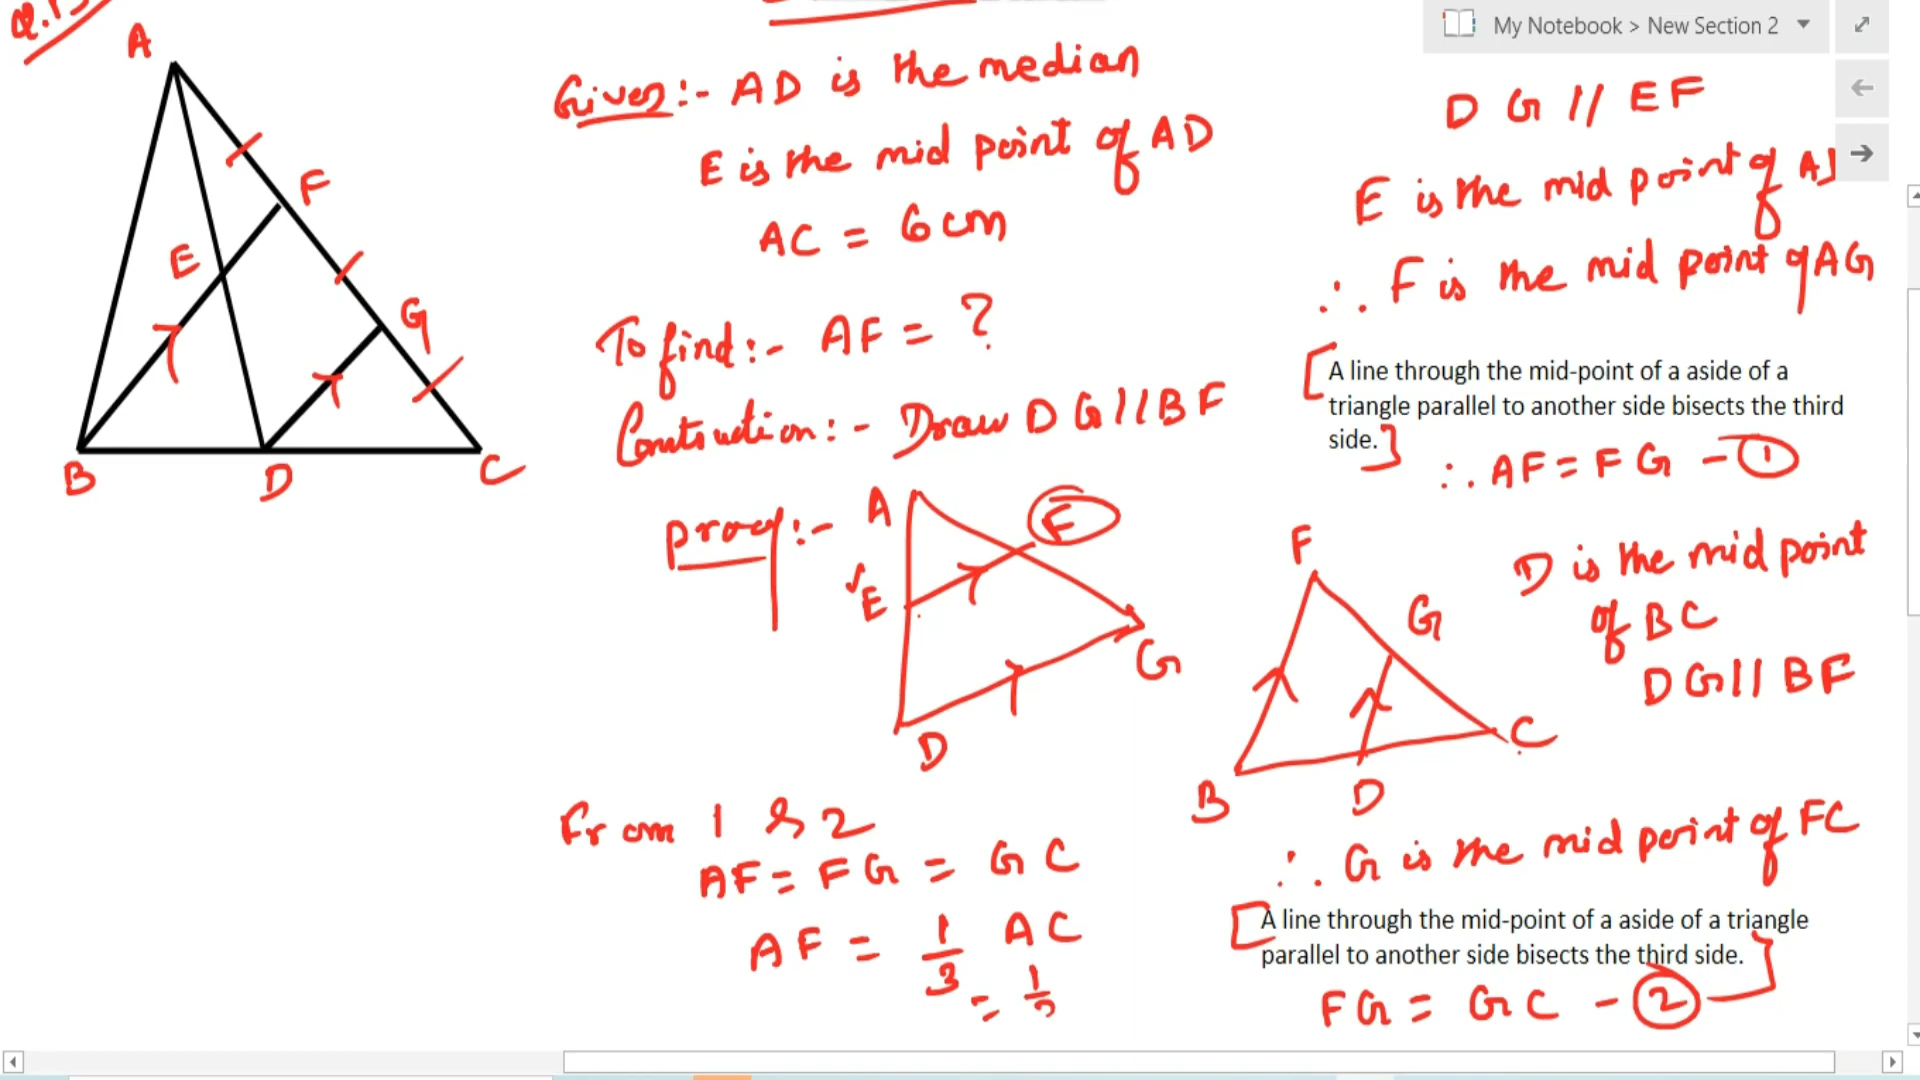 Q.13
A
F
E
G
B
D
C
Given :- AD is the median
E is the mid point of AD
AC = 6 cm
To find :- AF = ?
Construction :- Draw DG // BF
proof :-
A
F
E
G
D
From 1 & 2
AF = FG = GC
AF = 1/3 AC
= 1/
My Notebook > New Section 2
DG // EF
E is the mid point of AD
∴ F is the mid point of AG
[A line through the mid-point of a aside of a
triangle parallel to another side bisects the third
side.]
∴ AF = FG - ①
F
G
C
B
D
D is the mid point
of BC
DG // BF
∴ G is the mid point of FC
[A line through the mid-point of a aside of a triangle
parallel to another side bisects the third side.]
FG = GC - ②